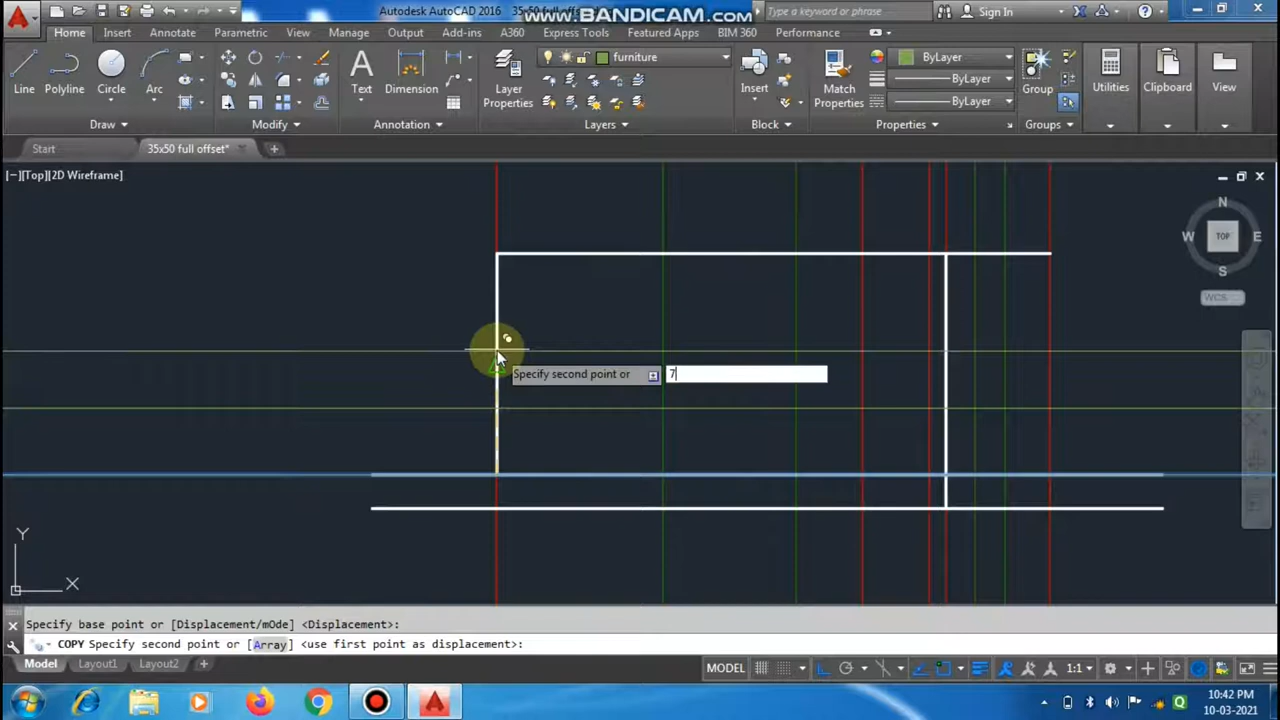 Autodesk AutoCAD 2016 35x50 full offset
WWW.BANDICAM.COM
Type a keyword or phrase
Sign In
Home Insert Annotate Parametric View Manage Output Add-ins A360 Express Tools Featured Apps BIM 360 Performance
furniture
ByLayer
ByLayer
ByLayer
Line Polyline Circle Arc Text Dimension Layer Properties Insert Match Properties Group Utilities Clipboard View
Draw Modify Annotation Layers Block Properties Groups
Start 35x50 full offset*
[−][Top][2D Wireframe]
N
W TOP E
S
WCS
Specify second point or 7
Y
X
Specify base point or [Displacement/mOde] <Displacement>:
COPY Specify second point or [Array] <use first point as displacement>:
Model Layout1 Layout2
MODEL 1:1
10:42 PM
10-03-2021